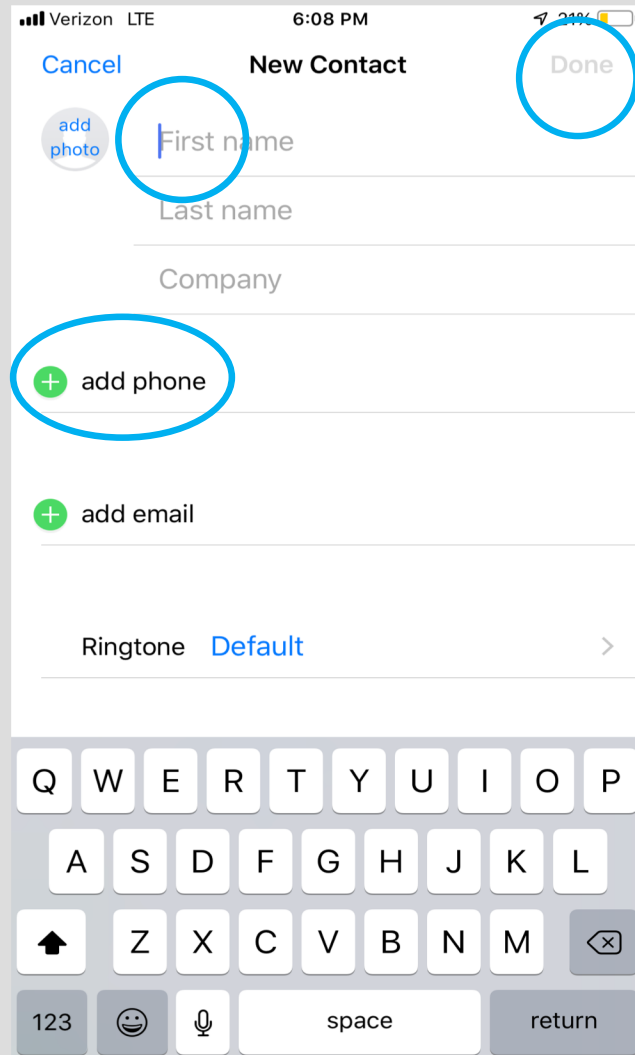 Verizon LTE 6:08 PM 21%
Cancel New Contact Done
add
photo
First name
Last name
Company
add phone
add email
Ringtone Default
Q W E R T Y U I O P
A S D F G H J K L
Z X C V B N M
123 space return